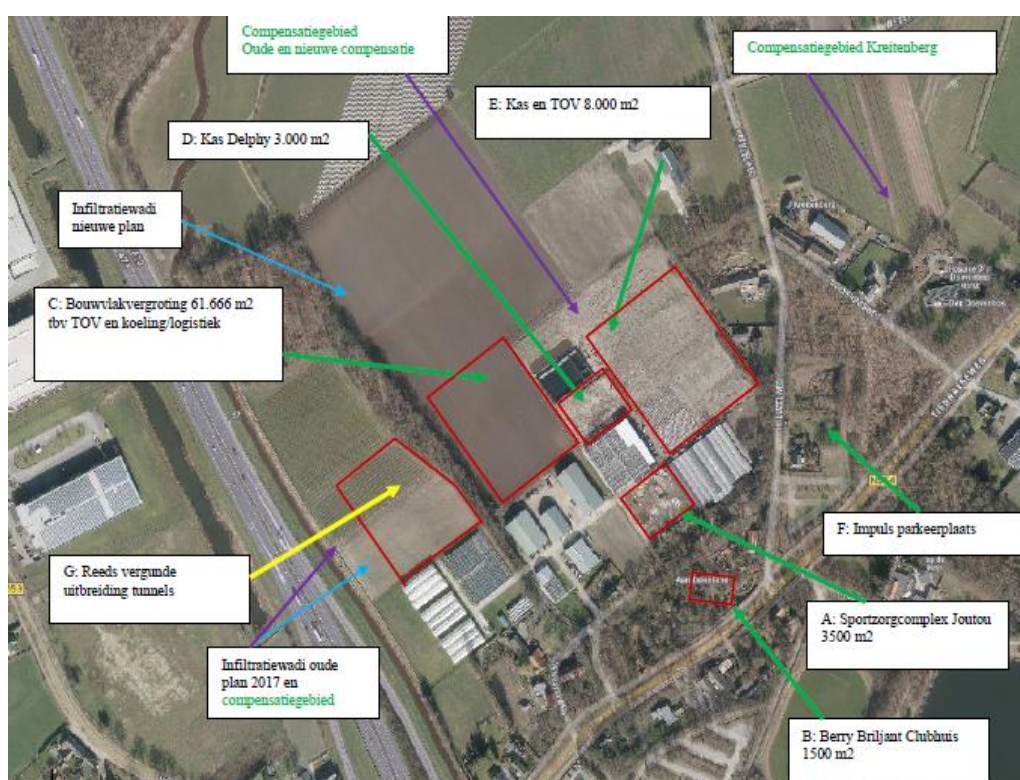 Compensatiegebied
Oude en nieuwe compensatie
Compensatiegebied Kreitenberg
E: Kas en TOV 8.000 m2
D: Kas Delphy 3.000 m2
Infiltratiewadi
nieuwe plan
C: Bouwvlakvergroting 61.666 m2
tbv TOV en koeling/logistiek
F: Impuls parkeerplaats
G: Reeds vergunde
uitbreiding tunnels
A: Sportzorgcomplex Joutou
3500 m2
Infiltratiewadi oude
plan 2017 en
compensatiegebied
B: Berry Briljant Clubhuis
1500 m2